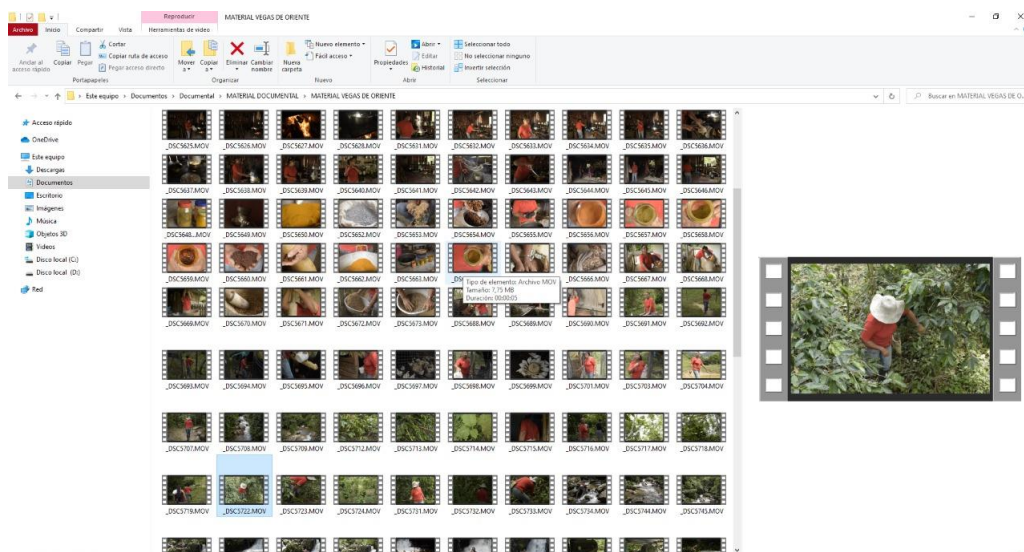 Reproducir MATERIAL VEGAS DE ORIENTE
Archivo Inicio Compartir Vista Herramientas de vídeo
Anclar al acceso rápido
Copiar
Pegar
Cortar
Copiar ruta de acceso
Pegar acceso directo
Portapapeles
Mover a
Copiar a
Eliminar
Cambiar nombre
Organizar
Nueva carpeta
Nuevo elemento
Fácil acceso
Nuevo
Propiedades
Abrir
Editar
Historial
Abrir
Seleccionar todo
No seleccionar ninguno
Invertir selección
Seleccionar
Este equipo > Documentos > Documental > MATERIAL DOCUMENTAL > MATERIAL VEGAS DE ORIENTE
Buscar en MATERIAL VEGAS DE O...
Acceso rápido
OneDrive
Este equipo
Descargas
Documentos
Escritorio
Imágenes
Música
Objetos 3D
Videos
Disco local (C:)
Disco local (D:)
Red
_DSC5625.MOV _DSC5626.MOV _DSC5627.MOV _DSC5628.MOV _DSC5631.MOV _DSC5632.MOV _DSC5633.MOV _DSC5634.MOV _DSC5635.MOV _DSC5636.MOV
_DSC5637.MOV _DSC5638.MOV _DSC5639.MOV _DSC5640.MOV _DSC5641.MOV _DSC5642.MOV _DSC5643.MOV _DSC5644.MOV _DSC5645.MOV _DSC5646.MOV
_DSC5648...MOV _DSC5649.MOV _DSC5650.MOV _DSC5652.MOV _DSC5653.MOV _DSC5654.MOV _DSC5655.MOV _DSC5656.MOV _DSC5657.MOV _DSC5658.MOV
_DSC5659.MOV _DSC5660.MOV _DSC5661.MOV _DSC5662.MOV _DSC5663.MOV _DSC5666.MOV _DSC5667.MOV _DSC5668.MOV
Tipo de elemento: Archivo MOV
Tamaño: 7,75 MB
Duración: 00:00:05
_DSC5669.MOV _DSC5670.MOV _DSC5671.MOV _DSC5672.MOV _DSC5673.MOV _DSC5688.MOV _DSC5689.MOV _DSC5690.MOV _DSC5691.MOV _DSC5692.MOV
_DSC5693.MOV _DSC5694.MOV _DSC5695.MOV _DSC5696.MOV _DSC5697.MOV _DSC5698.MOV _DSC5699.MOV _DSC5701.MOV _DSC5703.MOV _DSC5704.MOV
_DSC5707.MOV _DSC5708.MOV _DSC5709.MOV _DSC5712.MOV _DSC5713.MOV _DSC5714.MOV _DSC5715.MOV _DSC5716.MOV _DSC5717.MOV _DSC5718.MOV
_DSC5719.MOV _DSC5722.MOV _DSC5723.MOV _DSC5724.MOV _DSC5731.MOV _DSC5732.MOV _DSC5733.MOV _DSC5734.MOV _DSC5744.MOV _DSC5745.MOV